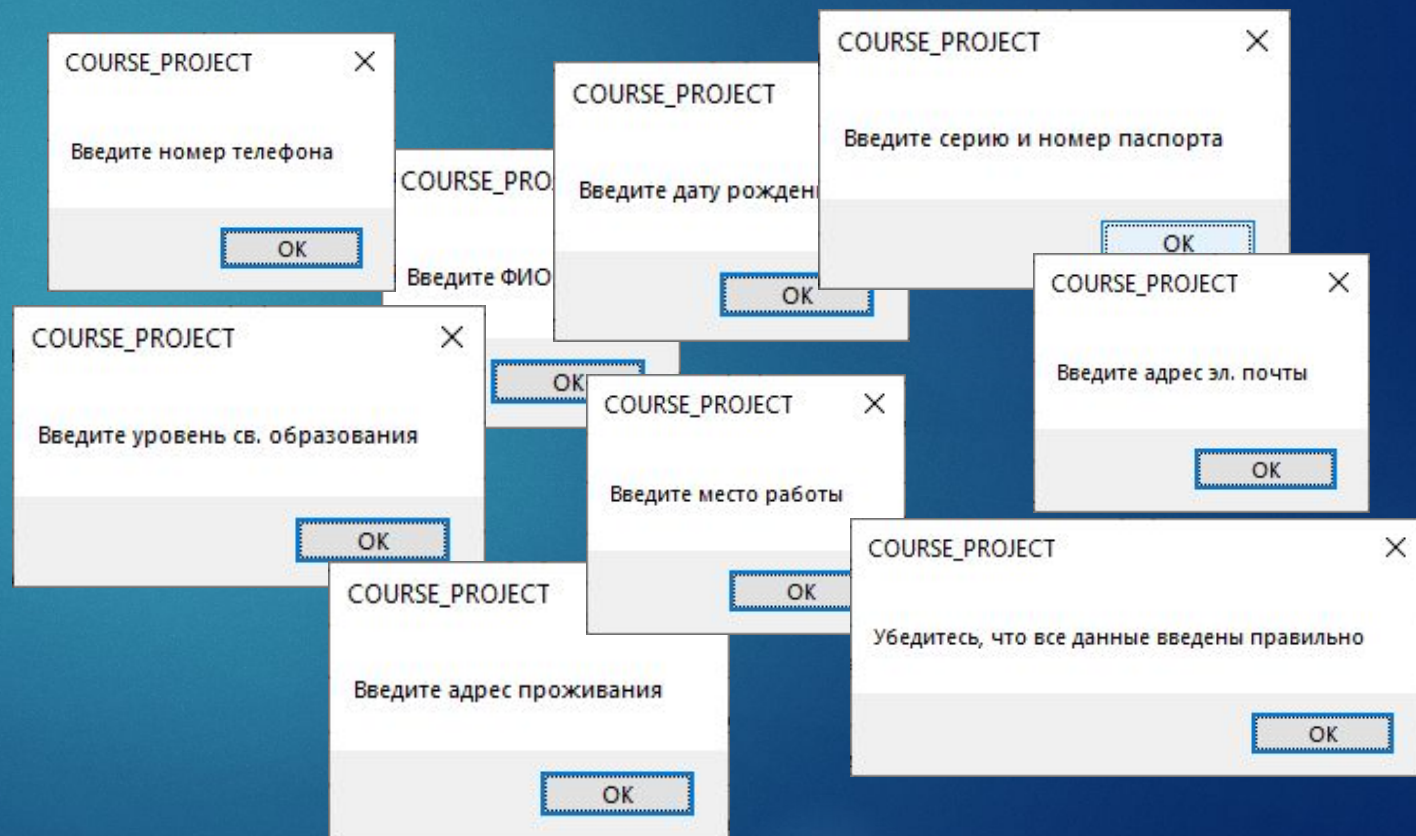 COURSE_PROJECT
Введите номер телефона
OK
COURSE_PRO
Введите ФИО
OK
COURSE_PROJECT
Введите дату рожден
OK
COURSE_PROJECT
Введите серию и номер паспорта
OK
COURSE_PROJECT
Введите адрес эл. почты
OK
COURSE_PROJECT
Введите уровень св. образования
OK
COURSE_PROJECT
Введите место работы
OK
COURSE_PROJECT
Введите адрес проживания
OK
COURSE_PROJECT
Убедитесь, что все данные введены правильно
OK